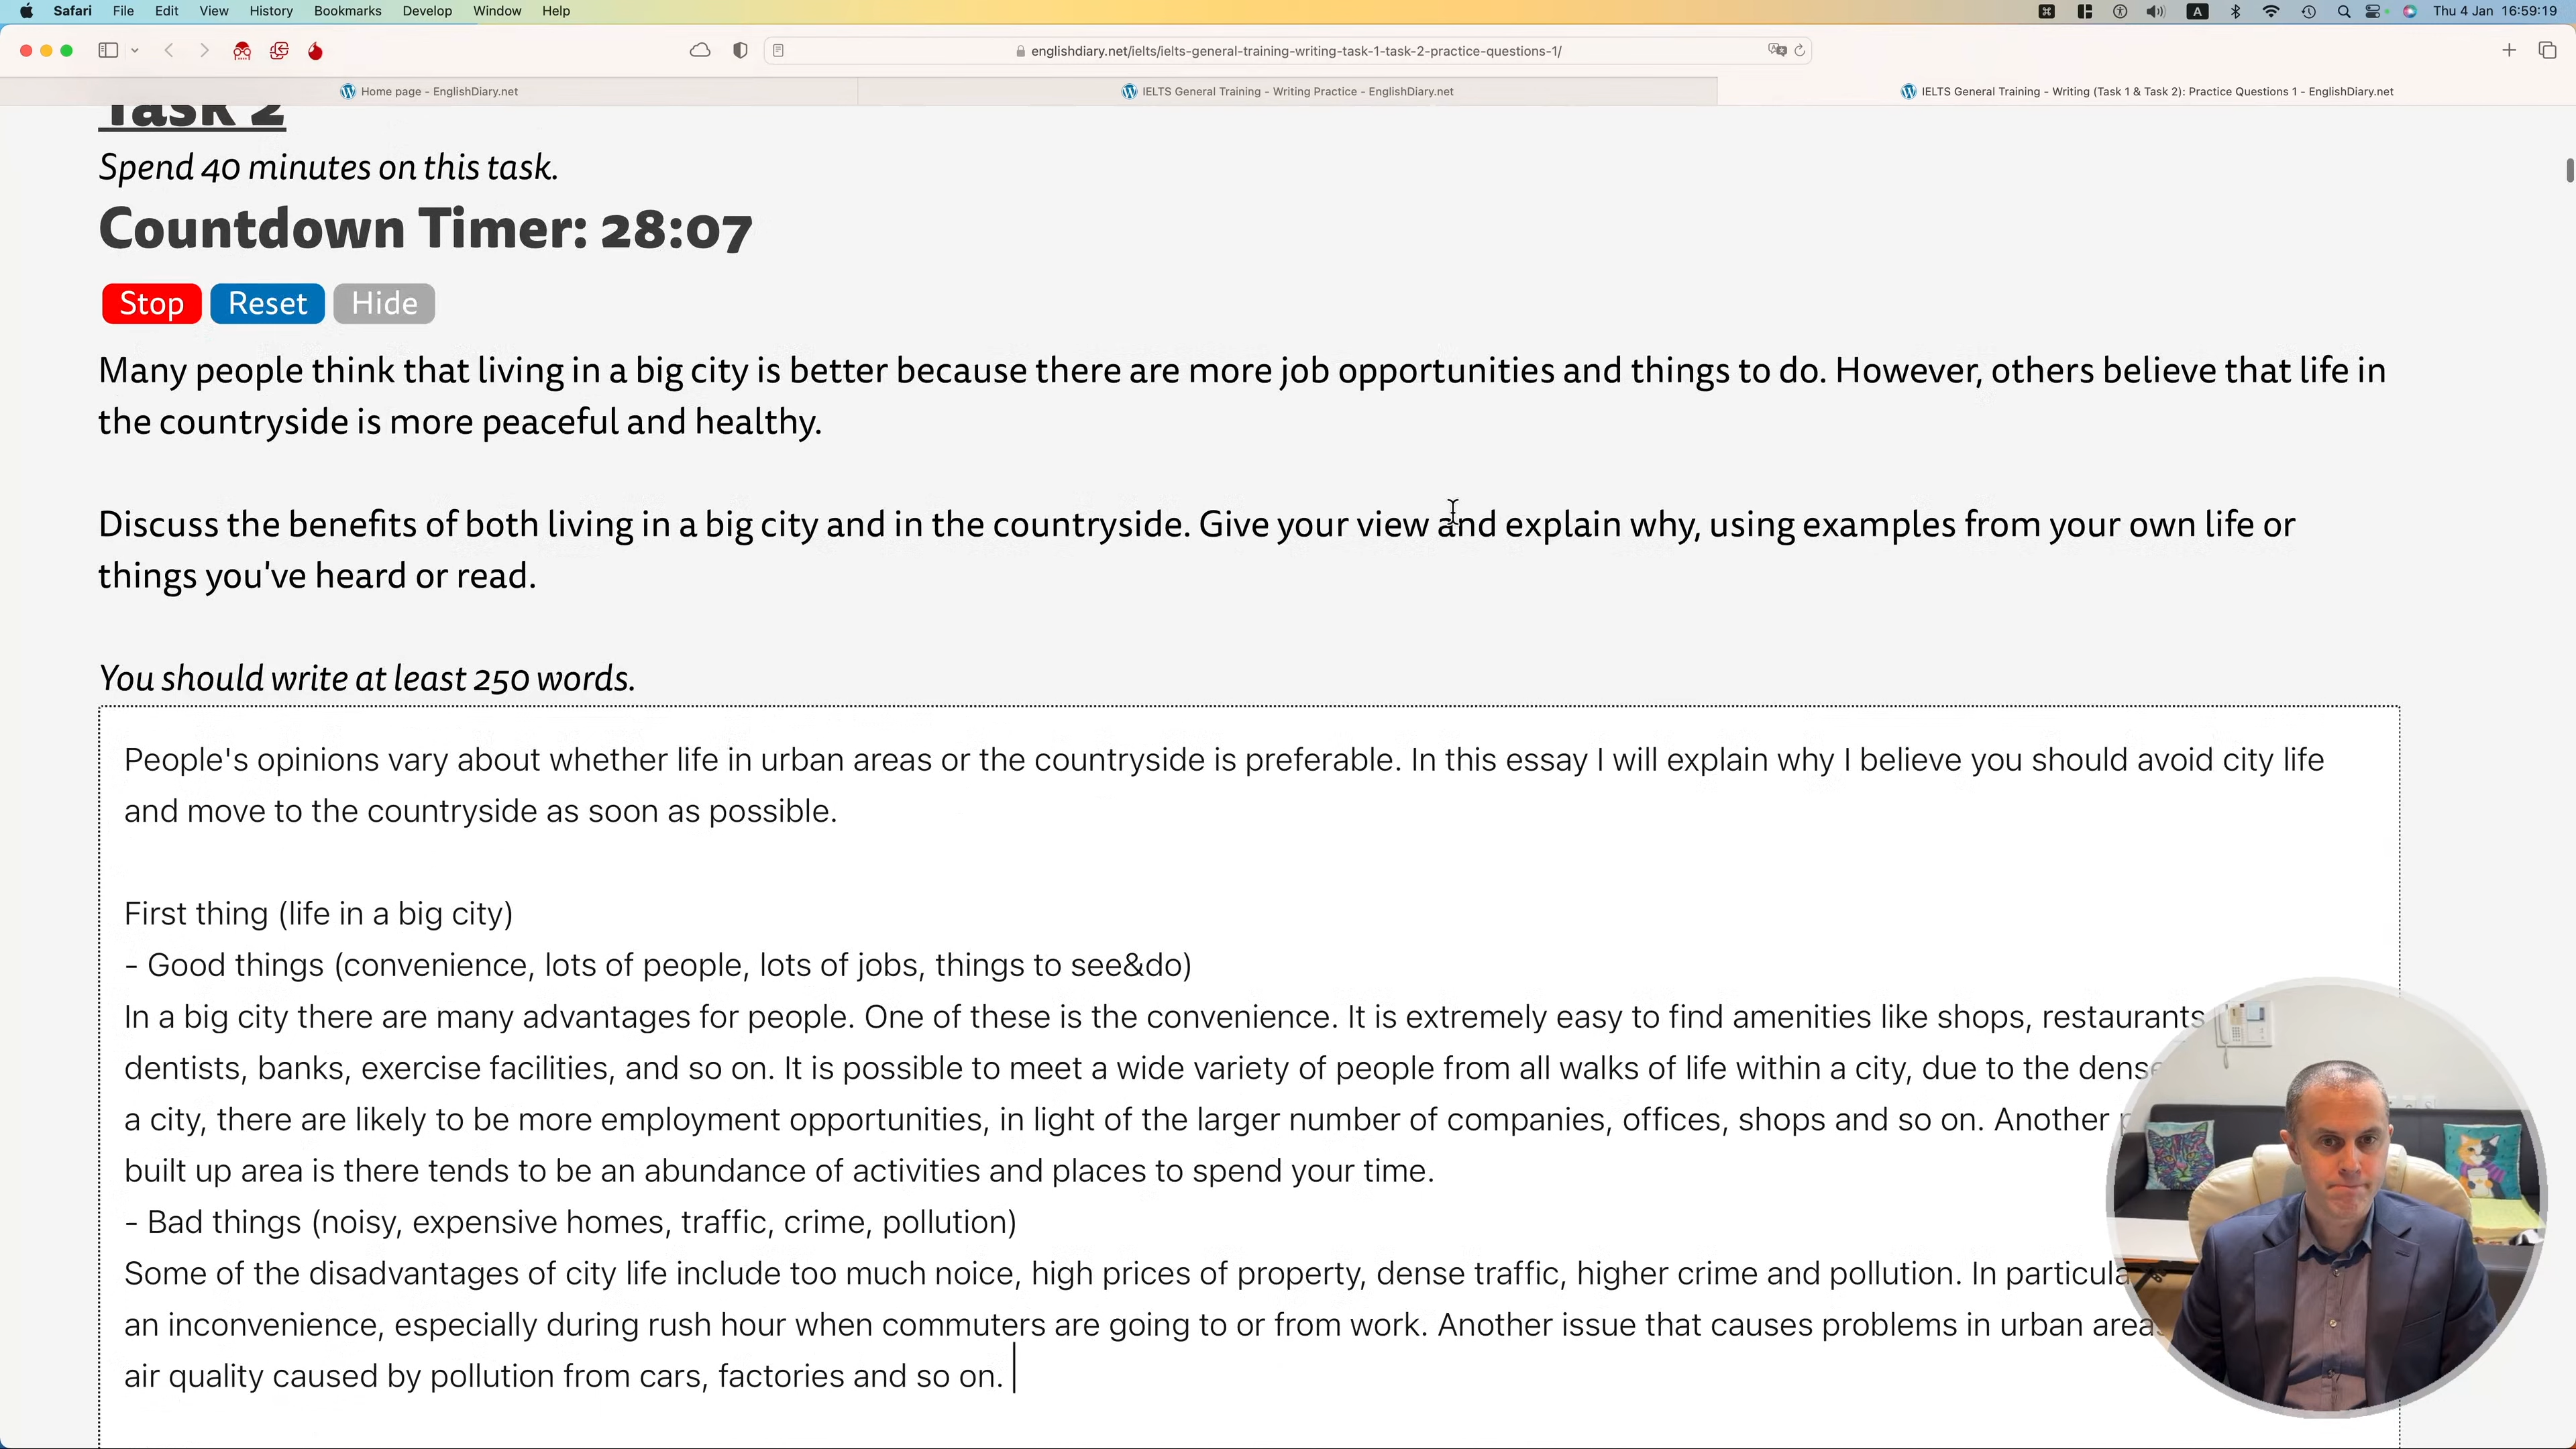 Safari File Edit View History Bookmarks Develop Window Help
A Thu 4 Jan 16:59:19
englishdiary.net/ielts/ielts-general-training-writing-task-1-task-2-practice-questions-1/
Home page - EnglishDiary.net
IELTS General Training - Writing Practice - EnglishDiary.net
IELTS General Training - Writing (Task 1 & Task 2): Practice Questions 1 - EnglishDiary.net
Task 2
Spend 40 minutes on this task.
Countdown Timer: 28:07
Stop Reset Hide
Many people think that living in a big city is better because there are more job opportunities and things to do. However, others believe that life in
the countryside is more peaceful and healthy.
Discuss the benefits of both living in a big city and in the countryside. Give your view and explain why, using examples from your own life or
things you've heard or read.
You should write at least 250 words.
People's opinions vary about whether life in urban areas or the countryside is preferable. In this essay I will explain why I believe you should avoid city life
and move to the countryside as soon as possible.
First thing (life in a big city)
- Good things (convenience, lots of people, lots of jobs, things to see&do)
In a big city there are many advantages for people. One of these is the convenience. It is extremely easy to find amenities like shops, restaurants
dentists, banks, exercise facilities, and so on. It is possible to meet a wide variety of people from all walks of life within a city, due to the dense
a city, there are likely to be more employment opportunities, in light of the larger number of companies, offices, shops and so on. Another
built up area is there tends to be an abundance of activities and places to spend your time.
- Bad things (noisy, expensive homes, traffic, crime, pollution)
Some of the disadvantages of city life include too much noice, high prices of property, dense traffic, higher crime and pollution. In particula
an inconvenience, especially during rush hour when commuters are going to or from work. Another issue that causes problems in urban area
air quality caused by pollution from cars, factories and so on.